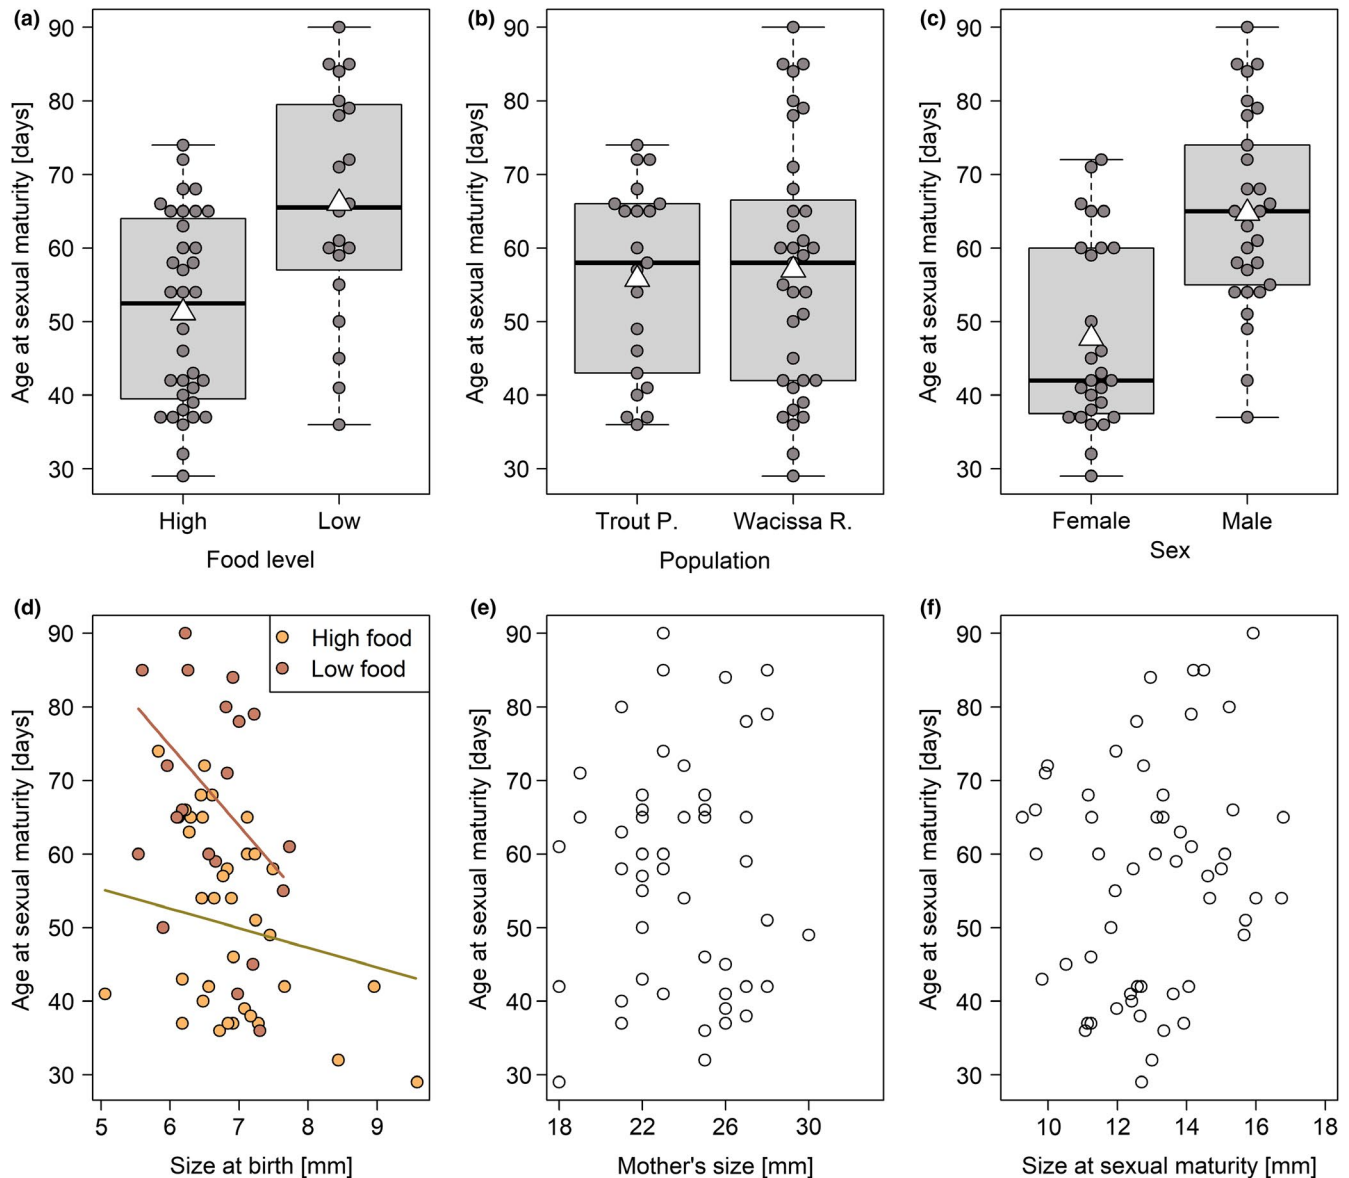 (a)
Age at sexual maturity [days]
90
80
70
60
50
40
30
High
Low
Food level
(b)
Age at sexual maturity [days]
90
80
70
60
50
40
30
Trout P.
Wacissa R.
Population
(c)
Age at sexual maturity [days]
90
80
70
60
50
40
30
Female
Male
Sex
(d)
Age at sexual maturity [days]
90
80
70
60
50
40
30
High food
Low food
5 6 7 8 9
Size at birth [mm]
(e)
Age at sexual maturity [days]
90
80
70
60
50
40
30
18 22 26 30
Mother's size [mm]
(f)
Age at sexual maturity [days]
90
80
70
60
50
40
30
10 12 14 16 18
Size at sexual maturity [mm]